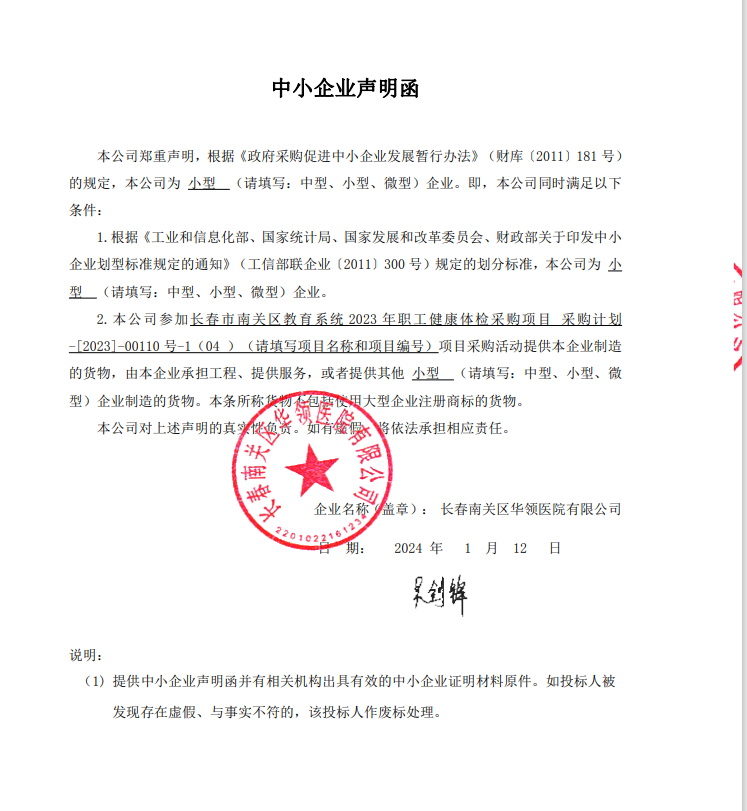 中小企业声明函
本公司郑重声明，根据《政府采购促进中小企业发展暂行办法》（财库〔2011〕181 号）
的规定，本公司为 小型 （请填写：中型、小型、微型）企业。即，本公司同时满足以下
条件：
1.根据《工业和信息化部、国家统计局、国家发展和改革委员会、财政部关于印发中小
企业划型标准规定的通知》（工信部联企业〔2011〕300 号）规定的划分标准，本公司为 小
型 （请填写：中型、小型、微型）企业。
2.本公司参加长春市南关区教育系统 2023 年职工健康体检采购项目 采购计划
-[2023]-00110 号-1（04 ）（请填写项目名称和项目编号）项目采购活动提供本企业制造
的货物，由本企业承担工程、提供服务，或者提供其他 小型 （请填写：中型、小型、微
型）企业制造的货物。本条所称货物不包括使用大型企业注册商标的货物。
本公司对上述声明的真实性负责。如有虚假，将依法承担相应责任。
长春南关区华领医院有限公司
2201022161234
企业名称（盖章）： 长春南关区华领医院有限公司
日 期： 2024 年 1 月 12 日
说明：
（1）提供中小企业声明函并有相关机构出具有效的中小企业证明材料原件。如投标人被
发现存在虚假、与事实不符的，该投标人作废标处理。